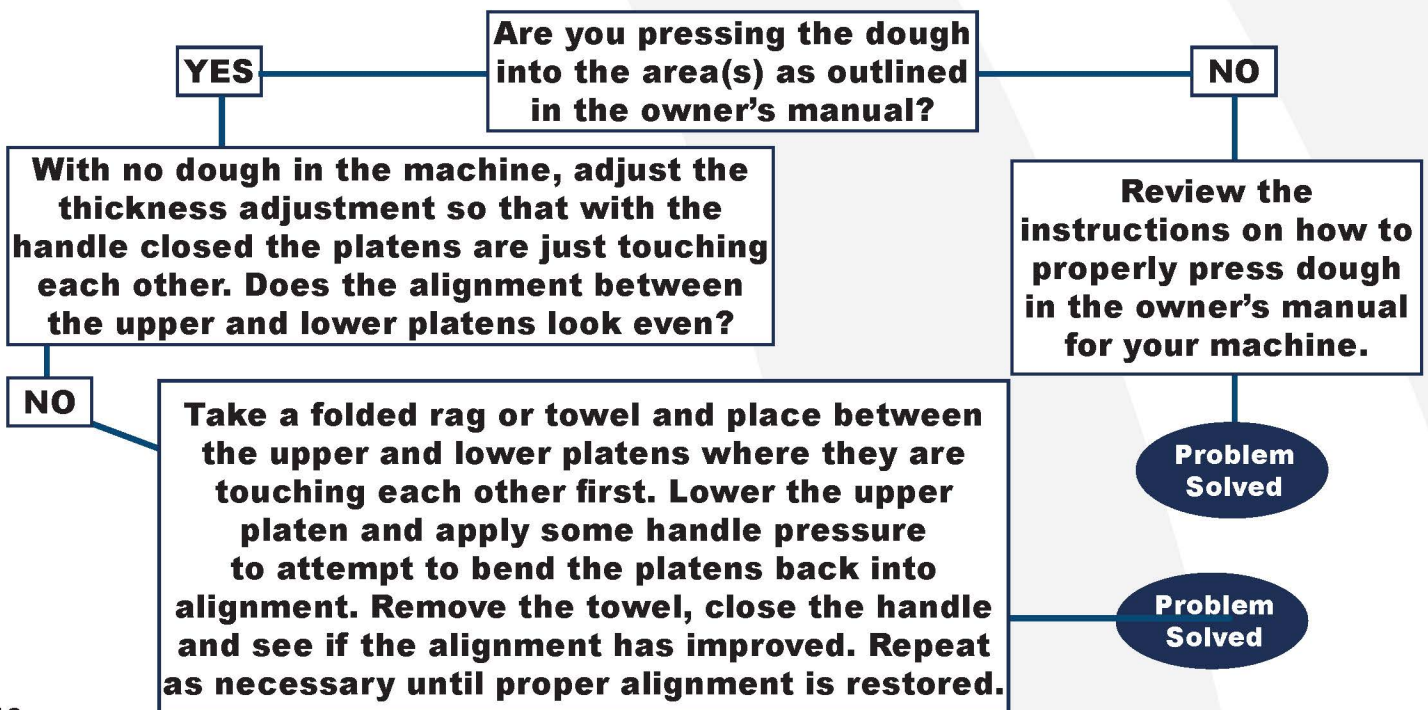 Are you pressing the dough
into the area(s) as outlined
in the owner's manual?
YES
NO
With no dough in the machine, adjust the
thickness adjustment so that with the
handle closed the platens are just touching
each other. Does the alignment between
the upper and lower platens look even?
Review the
instructions on how to
properly press dough
in the owner's manual
for your machine.
NO
Take a folded rag or towel and place between
the upper and lower platens where they are
touching each other first. Lower the upper
platen and apply some handle pressure
to attempt to bend the platens back into
alignment. Remove the towel, close the handle
and see if the alignment has improved. Repeat
as necessary until proper alignment is restored.
Problem
Solved
Problem
Solved